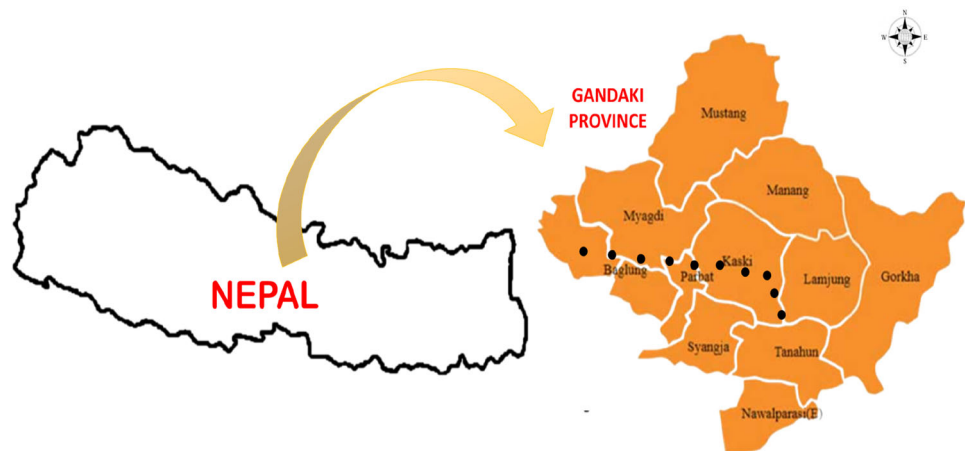 N
W
E
S
GANDAKI
PROVINCE
Mustang
Manang
Myagdi
Kaski
Baglung
Parbat
Lamjung
Gorkha
NEPAL
Syangja
Tanahun
Nawalparasi(E)